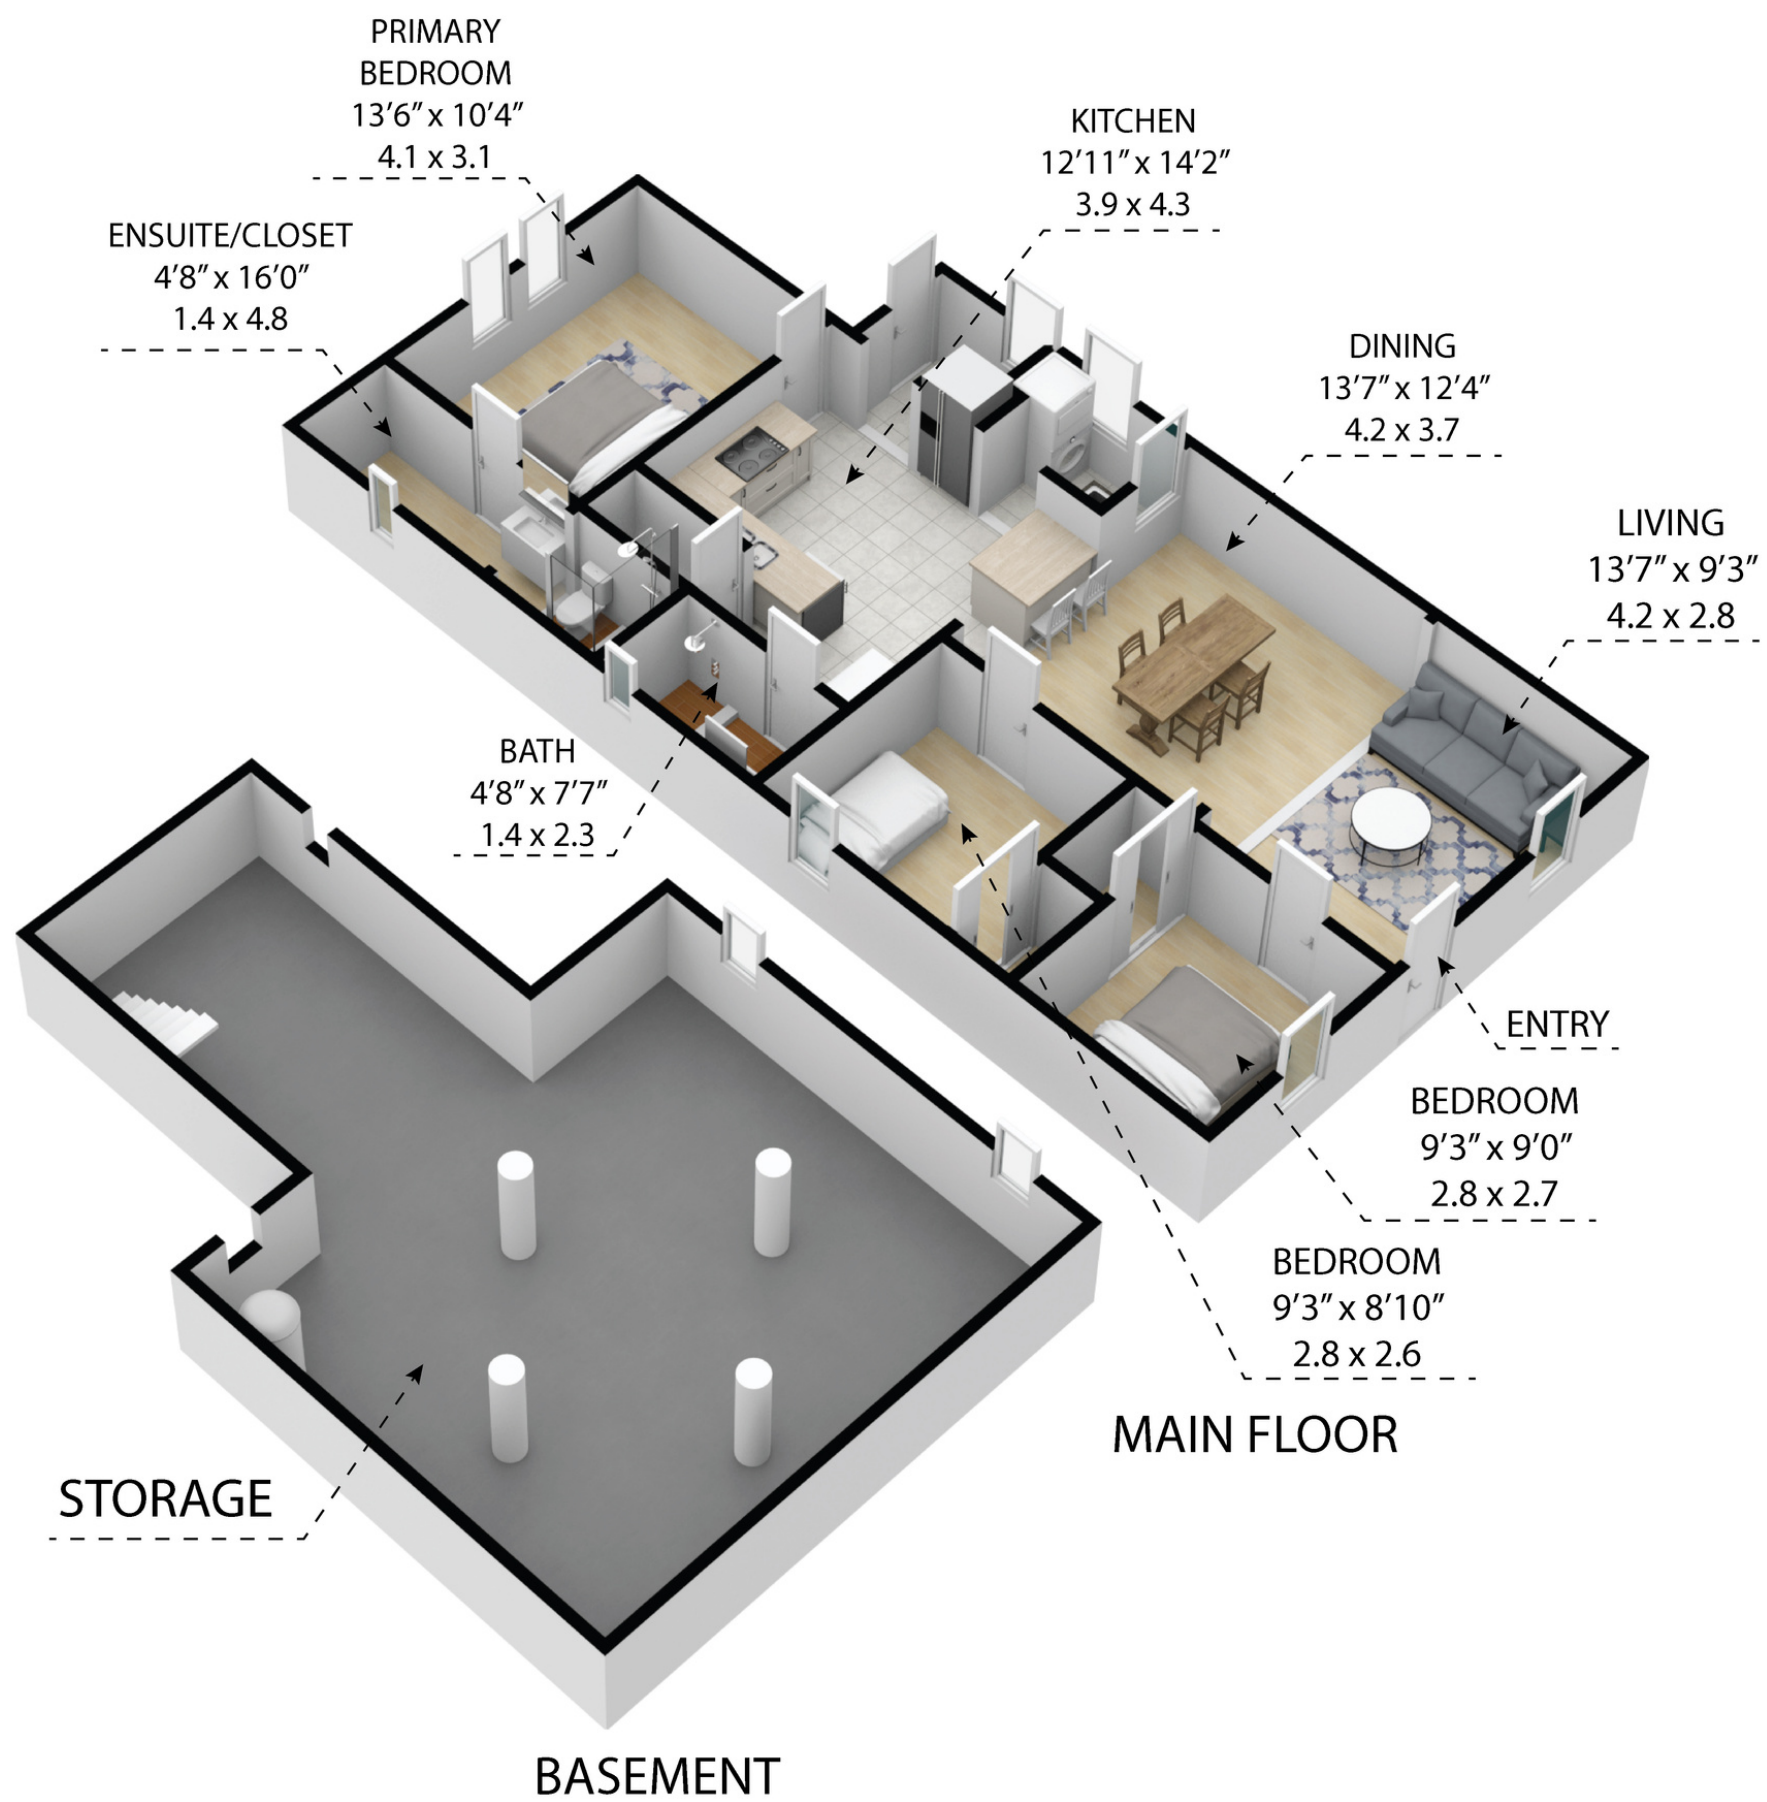 PRIMARY
BEDROOM
13’6” x 10’4”
4.1 x 3.1
KITCHEN
12’11” x 14’2”
3.9 x 4.3
ENSUITE/CLOSET
4’8” x 16’0”
1.4 x 4.8
DINING
13’7” x 12’4”
4.2 x 3.7
LIVING
13’7” x 9’3”
4.2 x 2.8
BATH
4’8” x 7’7”
1.4 x 2.3
ENTRY
BEDROOM
9’3” x 9’0”
2.8 x 2.7
BEDROOM
9’3” x 8’10”
2.8 x 2.6
MAIN FLOOR
STORAGE
BASEMENT